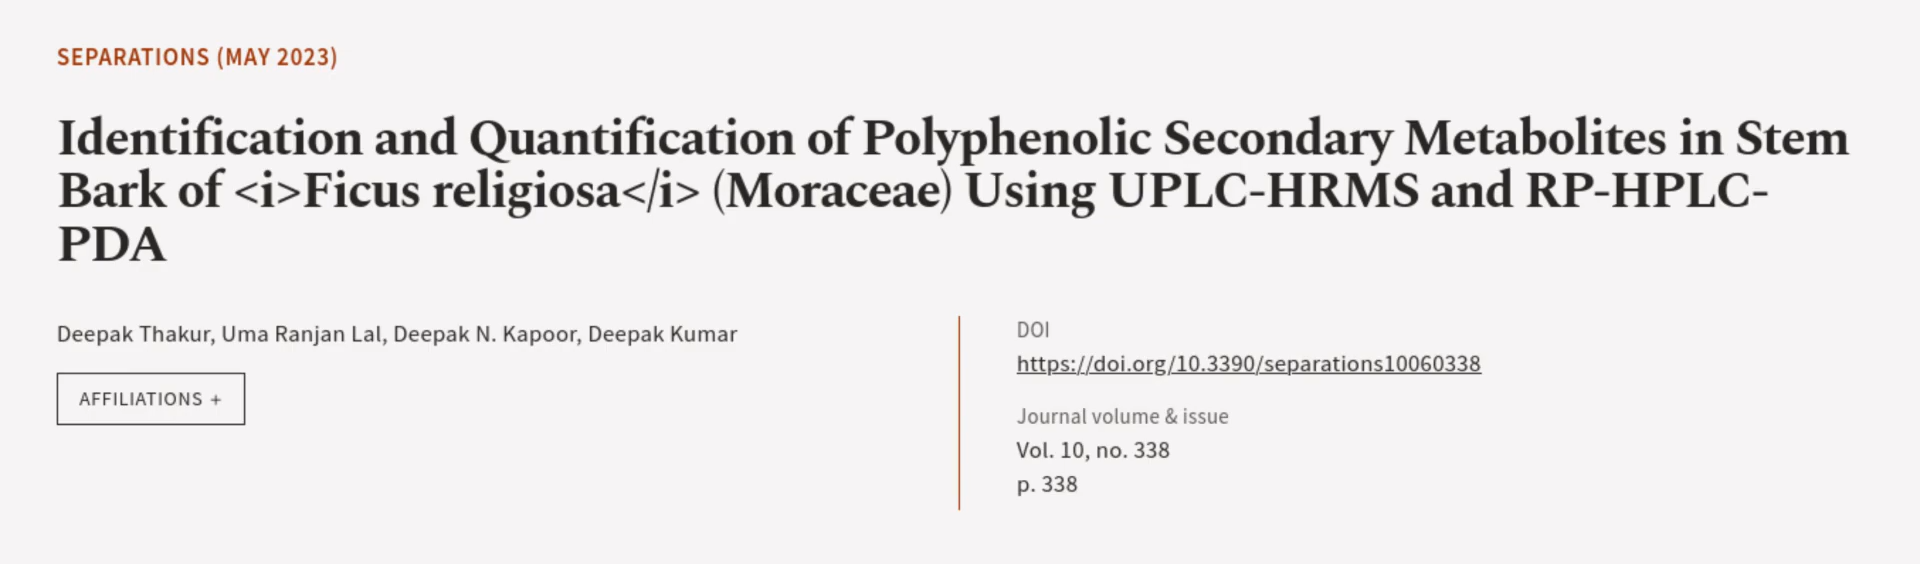 SEPARATIONS (MAY 2023)
Identification and Quantification of Polyphenolic Secondary Metabolites in Stem
Bark of <i>Ficus religiosa</i> (Moraceae) Using UPLC-HRMS and RP-HPLC-
PDA
Deepak Thakur, Uma Ranjan Lal, Deepak N. Kapoor, Deepak Kumar
AFFILIATIONS +
DOI
https://doi.org/10.3390/separations10060338
Journal volume & issue
Vol. 10, no. 338
p. 338